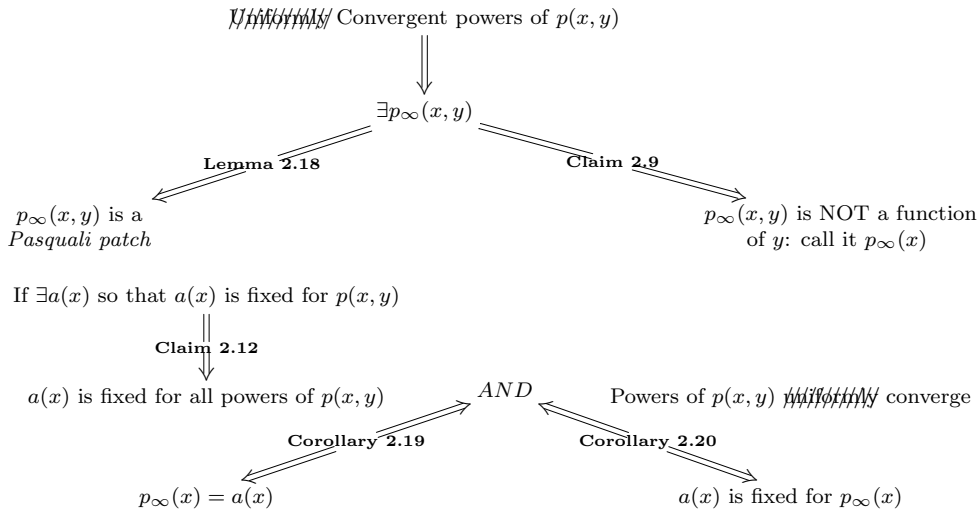 Uniformly Convergent powers of p(x, y)
∃p∞(x, y)
Lemma 2.18
Claim 2.9
p∞(x, y) is a
Pasquali patch
p∞(x, y) is NOT a function
of y: call it p∞(x)
If ∃a(x) so that a(x) is fixed for p(x, y)
Claim 2.12
a(x) is fixed for all powers of p(x, y)
AND
Powers of p(x, y) uniformly converge
Corollary 2.19
Corollary 2.20
p∞(x) = a(x)
a(x) is fixed for p∞(x)